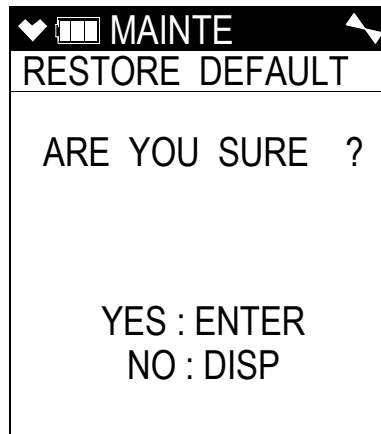 MAINTE
RESTORE DEFAULT
ARE YOU SURE ?
YES : ENTER
NO : DISP